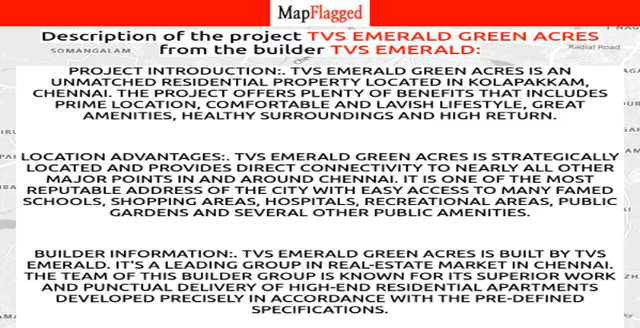 MapFlagged
Description of the project TVS EMERALD GREEN ACRES
from the builder TVS EMERALD:
SOMANGALAM
Radial Road
PROJECT INTRODUCTION:. TVS EMERALD GREEN ACRES IS AN
UNMATCHED RESIDENTIAL PROPERTY LOCATED IN KOLAPAKKAM,
CHENNAI. THE PROJECT OFFERS PLENTY OF BENEFITS THAT INCLUDES
PRIME LOCATION, COMFORTABLE AND LAVISH LIFESTYLE, GREAT
AMENITIES, HEALTHY SURROUNDINGS AND HIGH RETURN.
LOCATION ADVANTAGES:. TVS EMERALD GREEN ACRES IS STRATEGICALLY
LOCATED AND PROVIDES DIRECT CONNECTIVITY TO NEARLY ALL OTHER
MAJOR POINTS IN AND AROUND CHENNAI. IT IS ONE OF THE MOST
REPUTABLE ADDRESS OF THE CITY WITH EASY ACCESS TO MANY FAMED
SCHOOLS, SHOPPING AREAS, HOSPITALS, RECREATIONAL AREAS, PUBLIC
GARDENS AND SEVERAL OTHER PUBLIC AMENITIES.
BUILDER INFORMATION:. TVS EMERALD GREEN ACRES IS BUILT BY TVS
EMERALD. IT'S A LEADING GROUP IN REAL-ESTATE MARKET IN CHENNAI.
THE TEAM OF THIS BUILDER GROUP IS KNOWN FOR ITS SUPERIOR WORK
AND PUNCTUAL DELIVERY OF HIGH-END RESIDENTIAL APARTMENTS
DEVELOPED PRECISELY IN ACCORDANCE WITH THE PRE-DEFINED
SPECIFICATIONS.